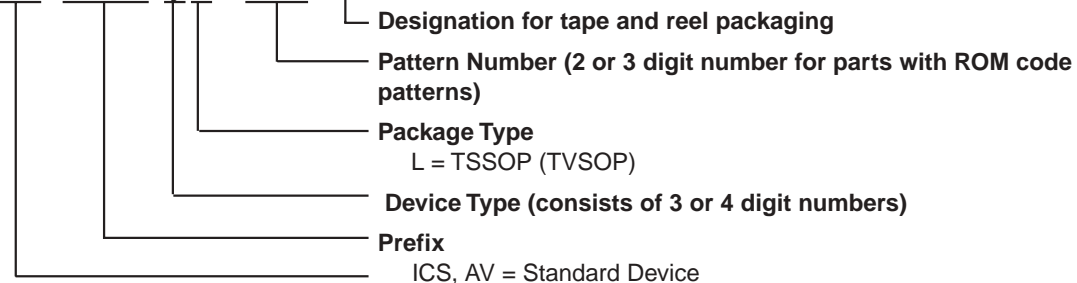 Designation for tape and reel packaging
Pattern Number (2 or 3 digit number for parts with ROM code
patterns)
Package Type
L = TSSOP (TVSOP)
Device Type (consists of 3 or 4 digit numbers)
Prefix
ICS, AV = Standard Device